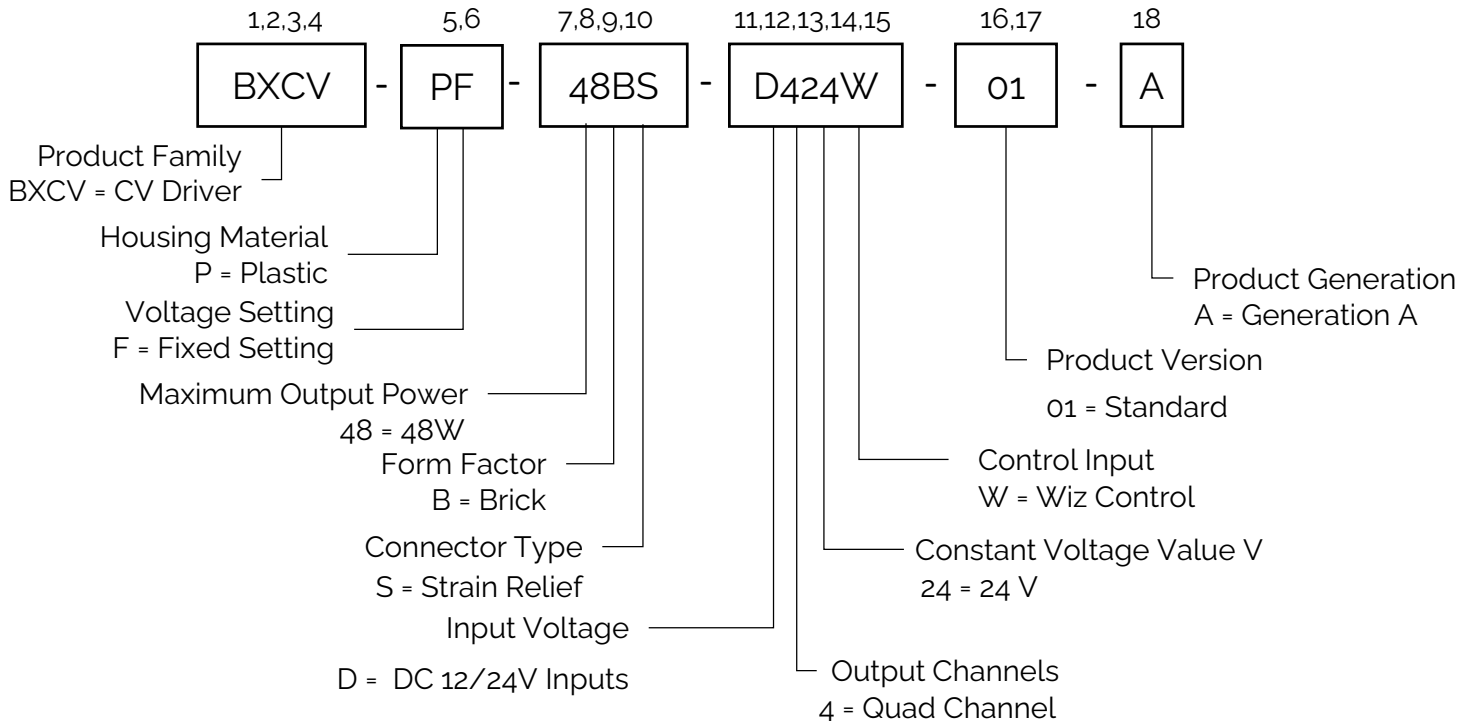 1,2,3,4 5,6 7,8,9,10 11,12,13,14,15 16,17 18
BXCV - PF - 48BS - D424W - 01 - A
Product Family
BXCV = CV Driver
Housing Material
P = Plastic
Voltage Setting
F = Fixed Setting
Maximum Output Power
48 = 48W
Form Factor
B = Brick
Connector Type
S = Strain Relief
Input Voltage
D = DC 12/24V Inputs
Output Channels
4 = Quad Channel
Constant Voltage Value V
24 = 24 V
Control Input
W = Wiz Control
Product Version
01 = Standard
Product Generation
A = Generation A